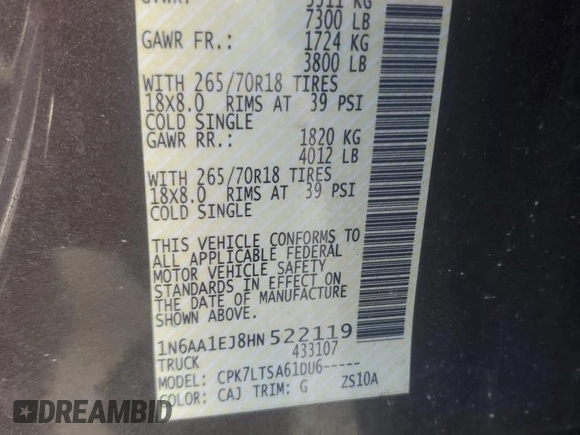 7300 LB
GAWR FR.: 1724 KG
3800 LB
WITH 265/70R18 TIRES
18X8.0 RIMS AT 39 PSI
COLD SINGLE
GAWR RR.: 1820 KG
4012 LB
WITH 265/70R18 TIRES
18X8.0 RIMS AT 39 PSI
COLD SINGLE
THIS VEHICLE CONFORMS TO
ALL APPLICABLE FEDERAL
MOTOR VEHICLE SAFETY
STANDARDS IN EFFECT ON
THE DATE OF MANUFACTURE
SHOWN ABOVE.
1N6AA1EJ8HN522119
TRUCK 433107
MODEL: CPK7LTSA61DU6-----
COLOR: CAJ TRIM: G ZS10A
DREAMBID